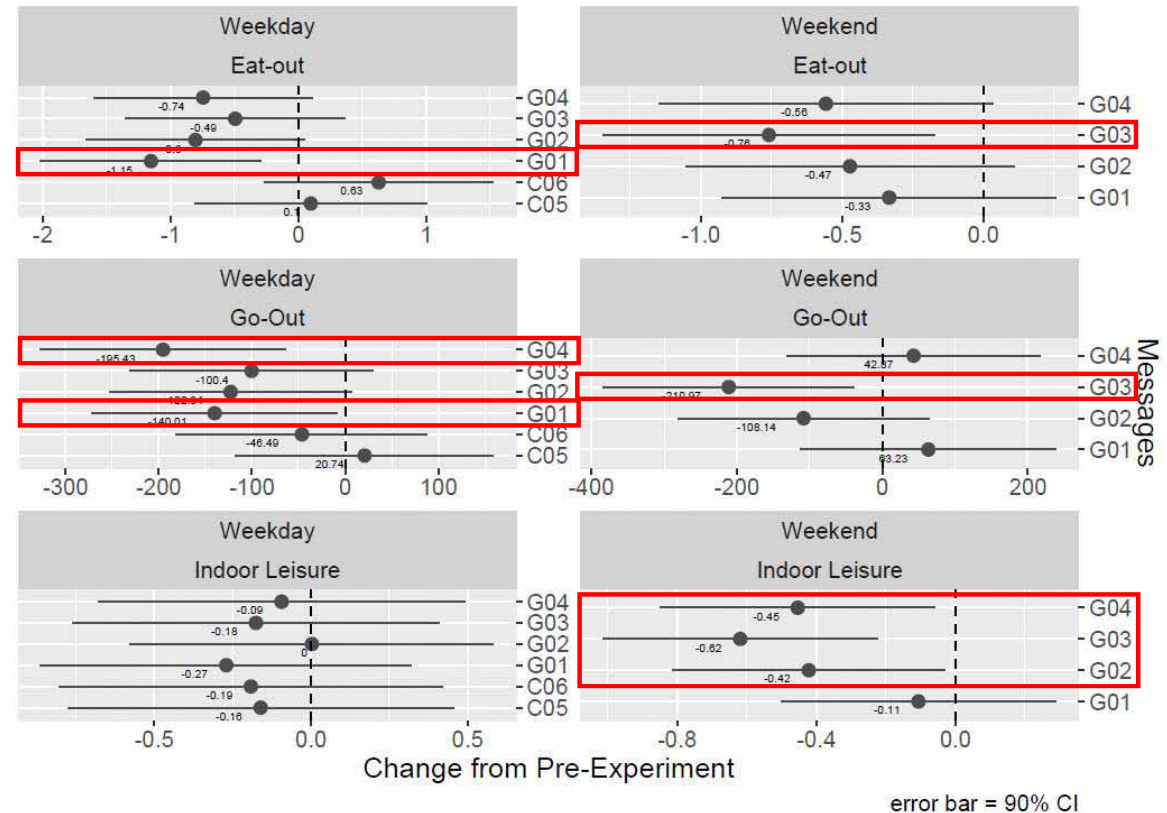 Weekday
Eat-out
G04
-0.74
G03
-0.49
G02
G01
-1.15
C06
0.63
C05
0.1
-2 -1 0 1
Weekend
Eat-out
G04
-0.56
G03
-0.76
G02
-0.47
G01
-0.33
-1.0 -0.5 0.0
Weekday
Go-Out
G04
-195.43
G03
-100.4
G02
G01
-140.01
C06
-46.49
C05
20.74
-300 -200 -100 0 100
Weekend
Go-Out
G04
42.87
G03
-210.97
G02
-108.14
G01
63.23
-400 -200 0 200
Messages
Weekday
Indoor Leisure
G04
-0.09
G03
-0.18
G02
0
G01
-0.27
C06
-0.19
C05
-0.16
-0.5 0.0 0.5
Weekend
Indoor Leisure
G04
-0.45
G03
-0.62
G02
-0.42
G01
-0.11
-0.8 -0.4 0.0
Change from Pre-Experiment
error bar = 90% CI